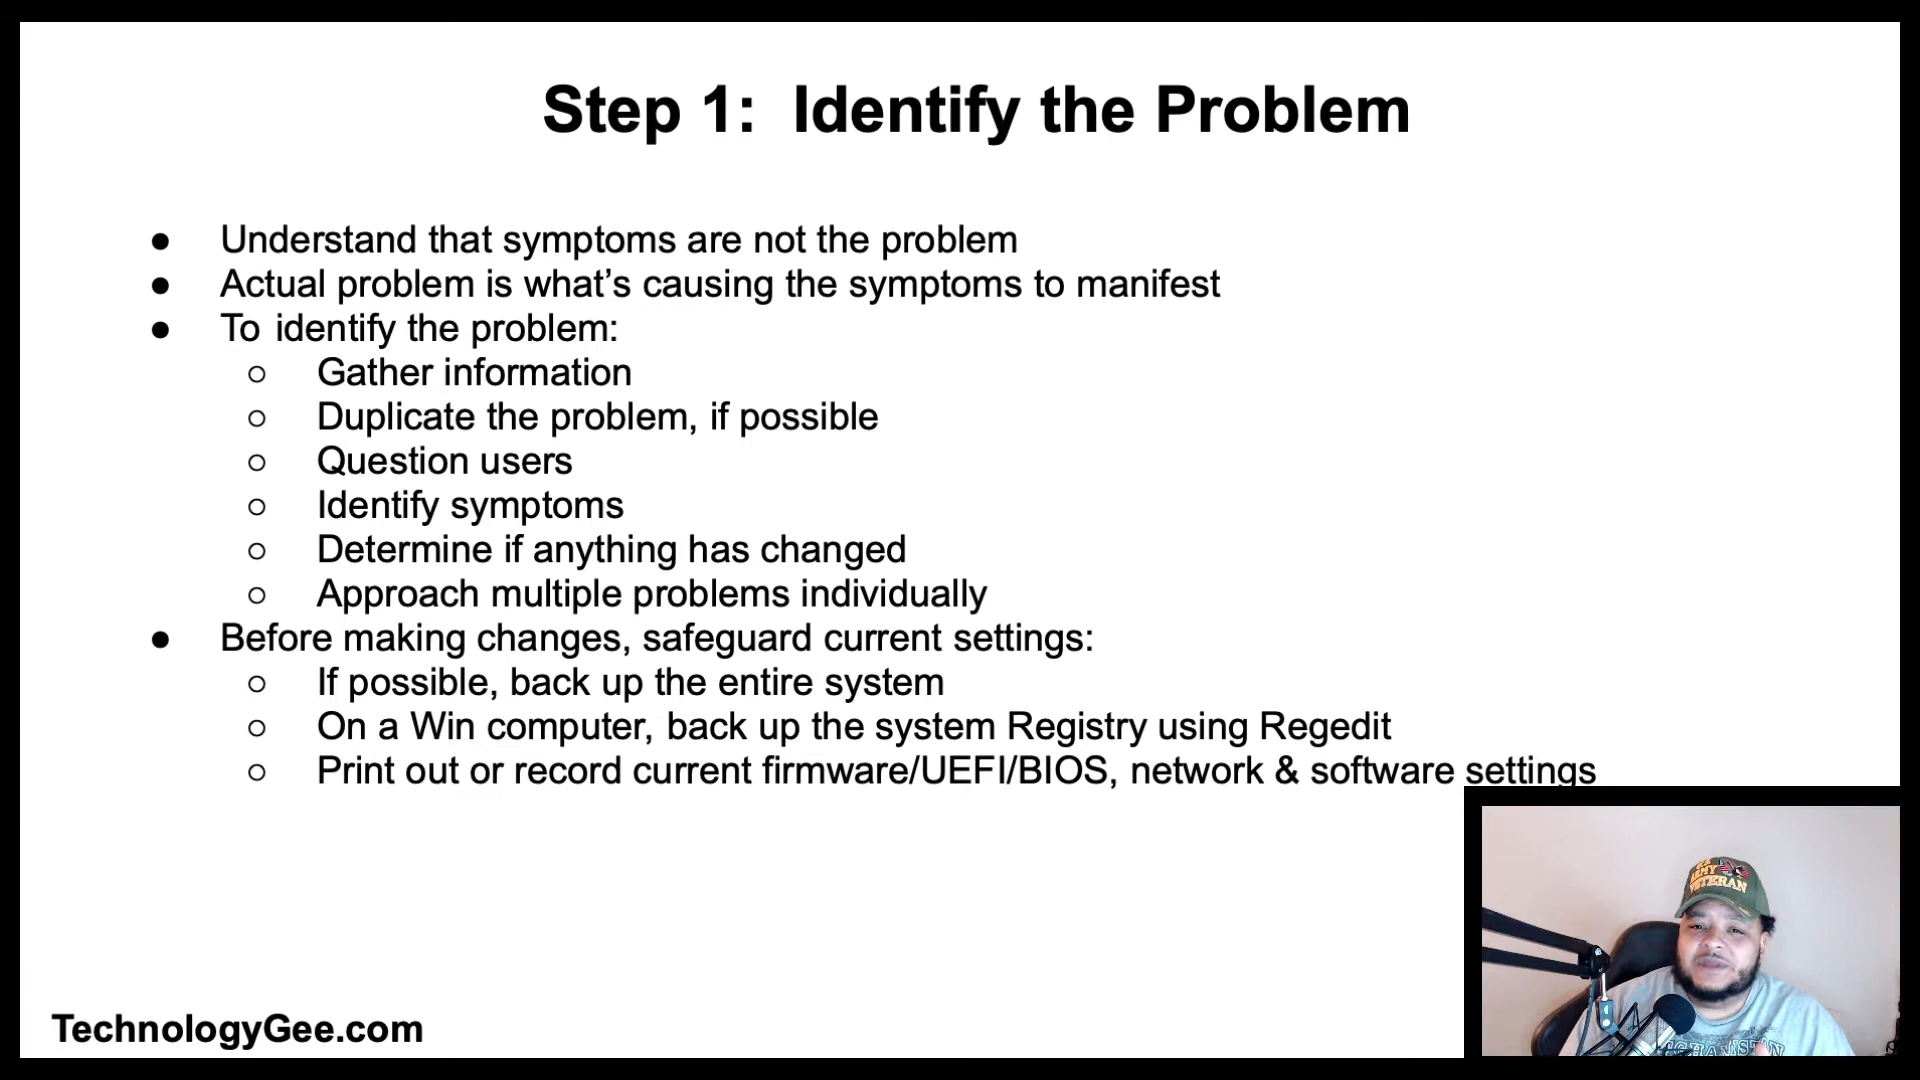 Step 1:  Identify the Problem
● Understand that symptoms are not the problem
● Actual problem is what’s causing the symptoms to manifest
● To identify the problem:
○ Gather information
○ Duplicate the problem, if possible
○ Question users
○ Identify symptoms
○ Determine if anything has changed
○ Approach multiple problems individually
● Before making changes, safeguard current settings:
○ If possible, back up the entire system
○ On a Win computer, back up the system Registry using Regedit
○ Print out or record current firmware/UEFI/BIOS, network & software settings
ARMY
VETERAN
TechnologyGee.com